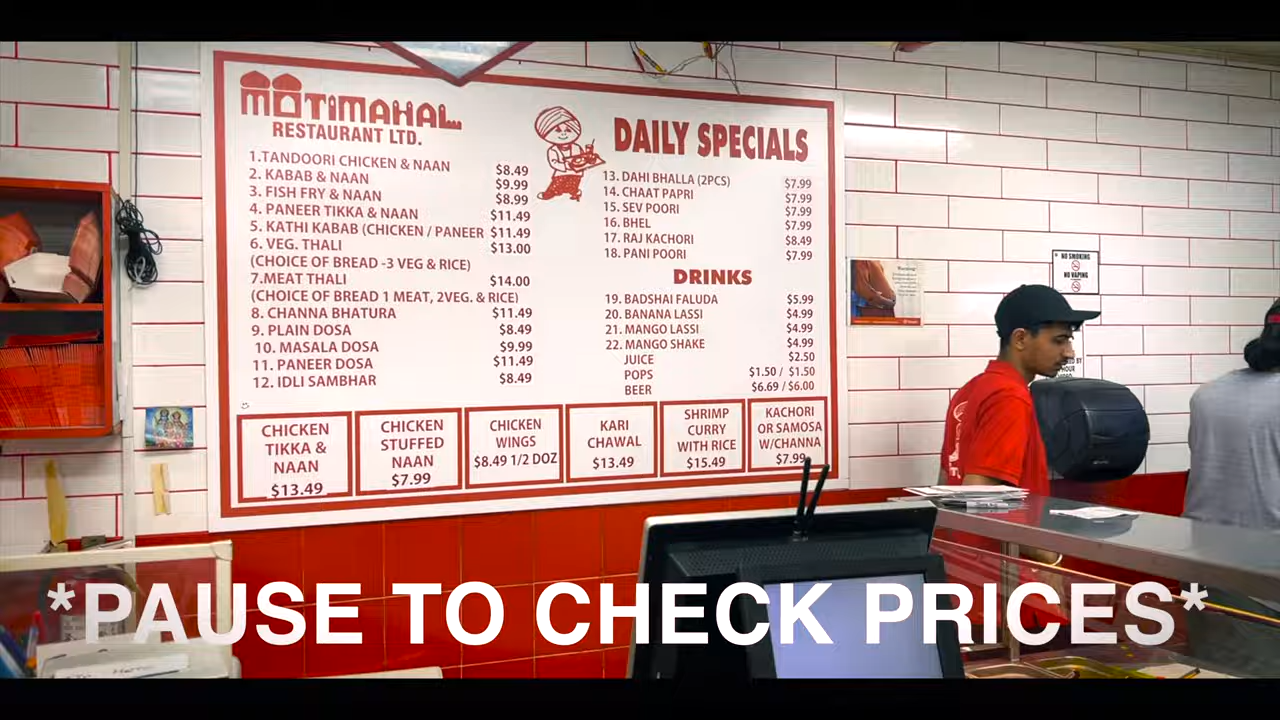 MOTIMAHAL
RESTAURANT LTD.
1.TANDOORI CHICKEN & NAAN $8.49
2. KABAB & NAAN $9.99
3. FISH FRY & NAAN $8.99
4. PANEER TIKKA & NAAN $11.49
5. KATHI KABAB (CHICKEN / PANEER $11.49
6. VEG. THALI $13.00
(CHOICE OF BREAD -3 VEG & RICE)
7.MEAT THALI $14.00
(CHOICE OF BREAD 1 MEAT, 2VEG. & RICE)
8. CHANNA BHATURA $11.49
9. PLAIN DOSA $8.49
10. MASALA DOSA $9.99
11. PANEER DOSA $11.49
12. IDLI SAMBHAR $8.49
DAILY SPECIALS
13. DAHI BHALLA (2PCS) $7.99
14. CHAAT PAPRI $7.99
15. SEV POORI $7.99
16. BHEL $7.99
17. RAJ KACHORI $8.49
18. PANI POORI $7.99
DRINKS
19. BADSHAI FALUDA $5.99
20. BANANA LASSI $4.99
21. MANGO LASSI $4.99
22. MANGO SHAKE $4.99
JUICE $2.50
POPS $1.50 / $1.50
BEER $6.69 / $6.00
CHICKEN
TIKKA &
NAAN
$13.49
CHICKEN
STUFFED
NAAN
$7.99
CHICKEN
WINGS
$8.49 1/2 DOZ
KARI
CHAWAL
$13.49
SHRIMP
CURRY
WITH RICE
$15.49
KACHORI
OR SAMOSA
W/CHANNA
$7.99
NO SMOKING
NO VAPING
*PAUSE TO CHECK PRICES*